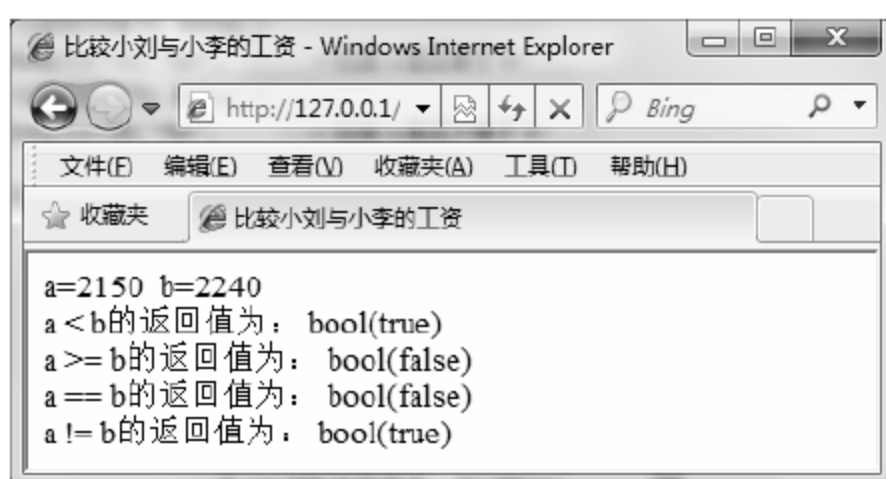 比较小刘与小李的工资 - Windows Internet Explorer
http://127.0.0.1/ Bing
文件(F) 编辑(E) 查看(V) 收藏夹(A) 工具(T) 帮助(H)
收藏夹 比较小刘与小李的工资
a=2150 b=2240
a < b的返回值为： bool(true)
a >= b的返回值为： bool(false)
a == b的返回值为： bool(false)
a != b的返回值为： bool(true)